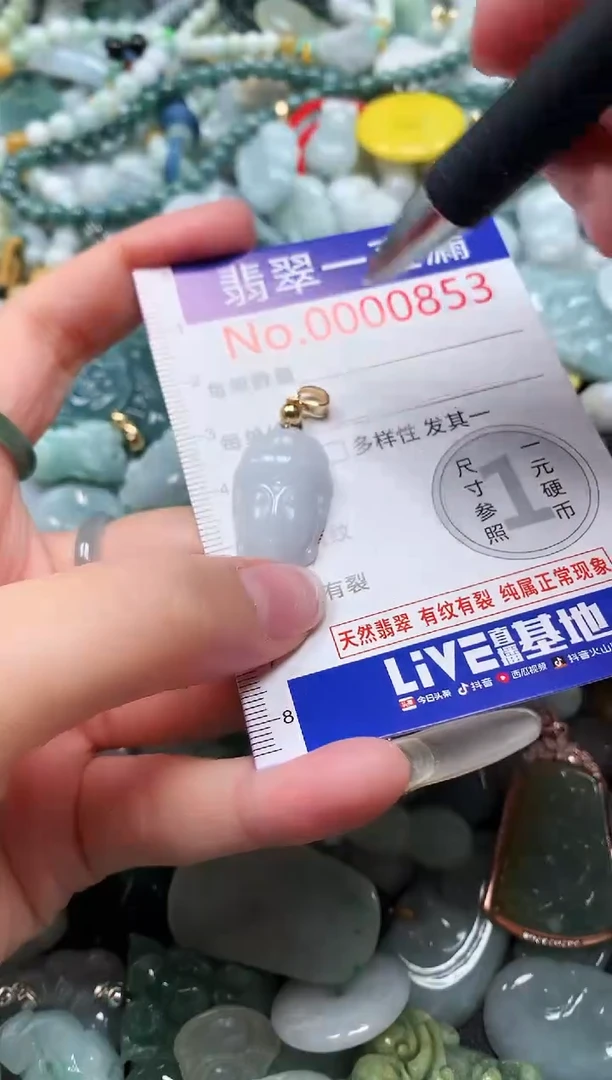 翡翠一
No.0000853
多样性 发其一
尺寸参照
1
一元硬币
有裂
天然翡翠 有纹有裂 纯属正常现象
LiVE直播基地
今日头条 抖音 西瓜视频 抖音火山
8